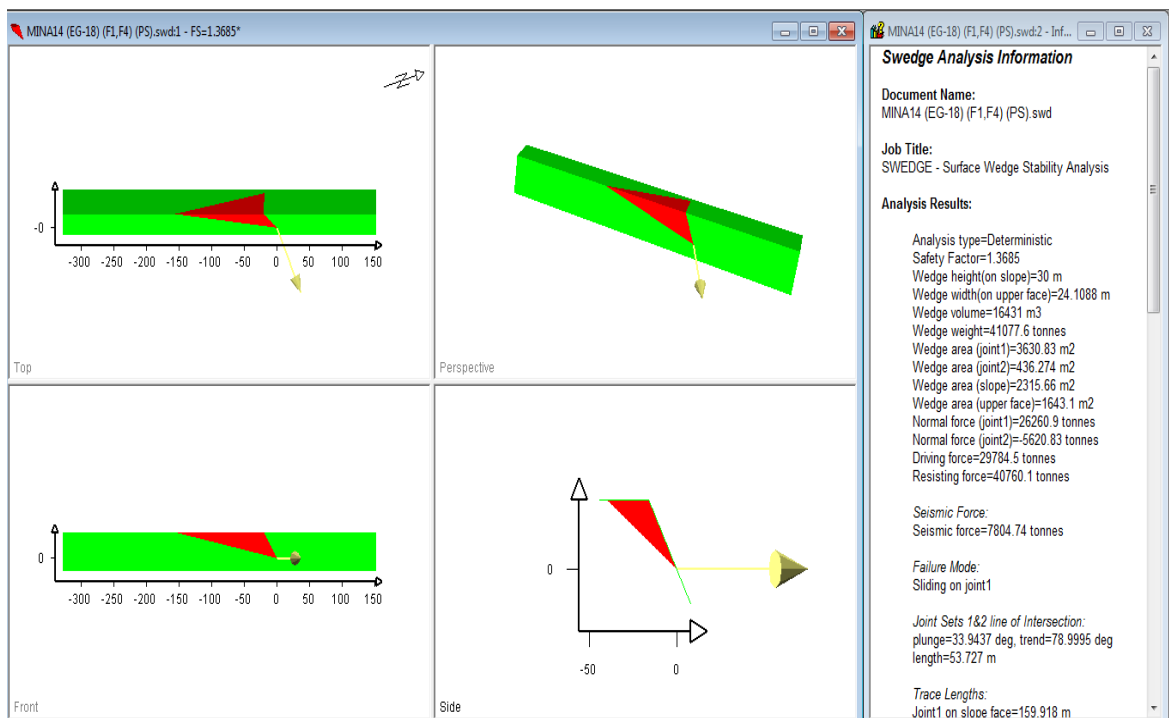 MINA14 (EG-18) (F1,F4) (PS).swd:1 - FS=1.3685*
-0
-300 -250 -200 -150 -100 -50 0 50 100 150
Top
Perspective
0
-300 -250 -200 -150 -100 -50 0 50 100 150
Front
0
-50 0
Side
MINA14 (EG-18) (F1,F4) (PS).swd:2 - Inf...
Swedge Analysis Information
Document Name:
MINA14 (EG-18) (F1,F4) (PS).swd
Job Title:
SWEDGE - Surface Wedge Stability Analysis
Analysis Results:
Analysis type=Deterministic
Safety Factor=1.3685
Wedge height(on slope)=30 m
Wedge width(on upper face)=24.1088 m
Wedge volume=16431 m3
Wedge weight=41077.6 tonnes
Wedge area (joint1)=3630.83 m2
Wedge area (joint2)=436.274 m2
Wedge area (slope)=2315.66 m2
Wedge area (upper face)=1643.1 m2
Normal force (joint1)=26260.9 tonnes
Normal force (joint2)=-5620.83 tonnes
Driving force=29784.5 tonnes
Resisting force=40760.1 tonnes
Seismic Force:
Seismic force=7804.74 tonnes
Failure Mode:
Sliding on joint1
Joint Sets 1&2 line of Intersection:
plunge=33.9437 deg, trend=78.9995 deg
length=53.727 m
Trace Lengths:
Joint1 on slope face=159.918 m